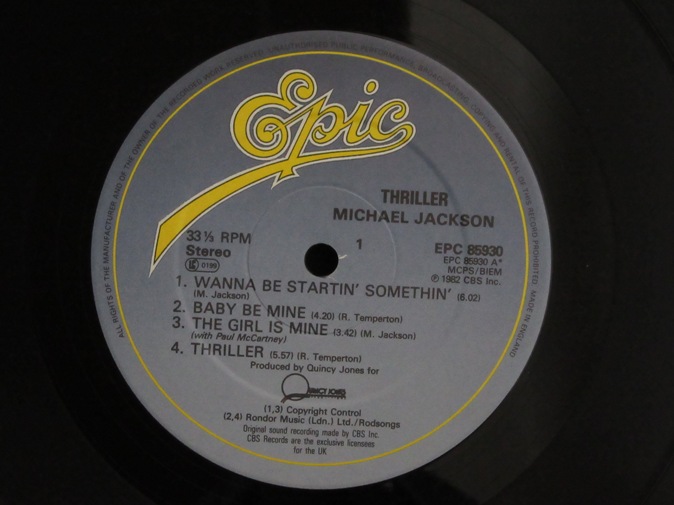 Epic
THRILLER
MICHAEL JACKSON
33⅓ RPM
Stereo
LC 0199
1
EPC 85930
EPC 85930 A*
MCPS/BIEM
℗ 1982 CBS Inc.
1. WANNA BE STARTIN' SOMETHIN' (6.02)
(M. Jackson)
2. BABY BE MINE (4.20) (R. Temperton)
3. THE GIRL IS MINE (3.42) (M. Jackson)
(with Paul McCartney)
4. THRILLER (5.57) (R. Temperton)
Produced by Quincy Jones for
QUINCY JONES
(1,3) Copyright Control
(2,4) Rondor Music (Ldn.) Ltd./Rodsongs
Original sound recording made by CBS Inc.
CBS Records are the exclusive licensees
for the UK
ALL RIGHTS OF THE MANUFACTURER AND OF THE OWNER OF THE RECORDED WORK RESERVED. UNAUTHORISED PUBLIC PERFORMANCE, BROADCASTING, COPYING AND RENTAL OF THIS RECORD PROHIBITED. MADE IN ENGLAND